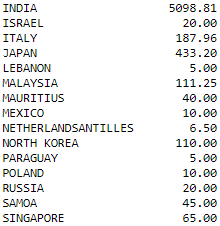 INDIA 5098.81
ISRAEL 20.00
ITALY 187.96
JAPAN 433.20
LEBANON 5.00
MALAYSIA 111.25
MAURITIUS 40.00
MEXICO 10.00
NETHERLANDSANTILLES 6.50
NORTH KOREA 110.00
PARAGUAY 5.00
POLAND 10.00
RUSSIA 20.00
SAMOA 45.00
SINGAPORE 65.00